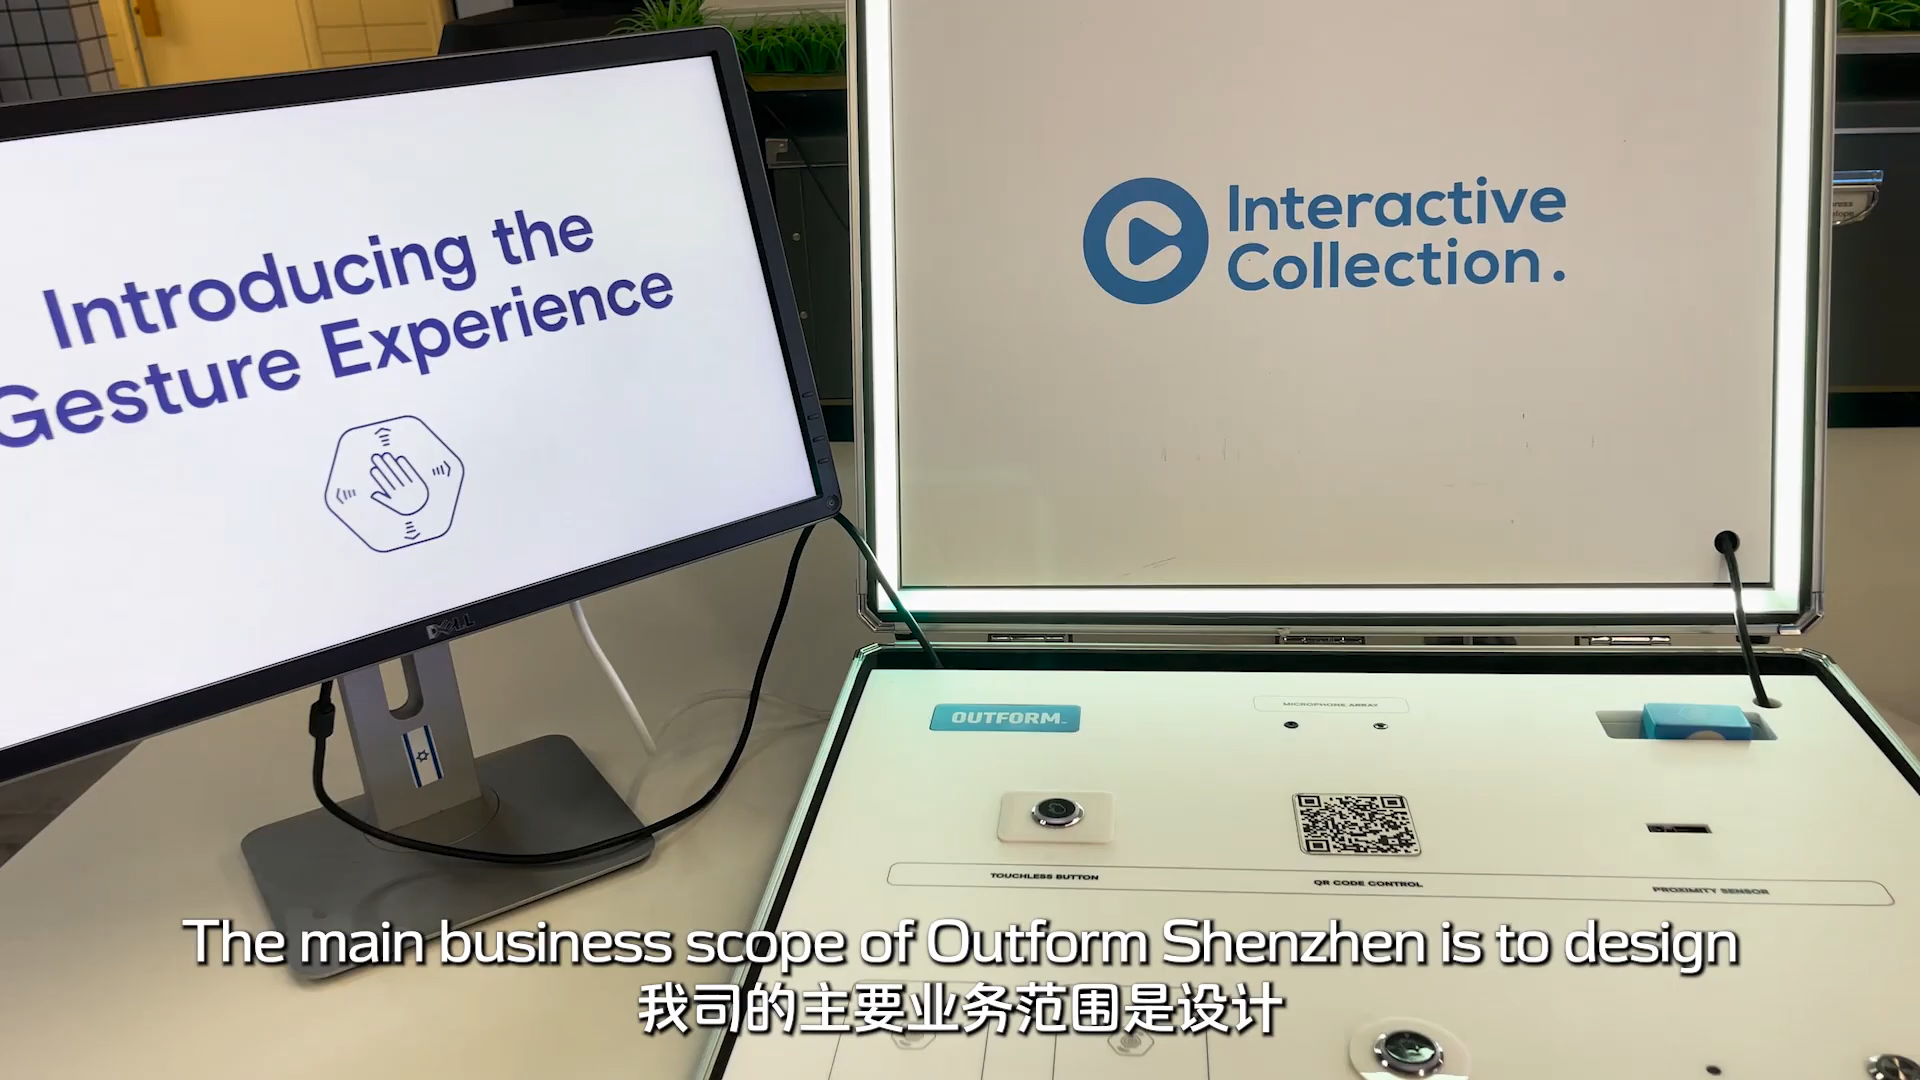 Introducing the
Gesture Experience
DELL
Interactive
Collection.
OUTFORM
MICROPHONE ARRAY
TOUCHLESS BUTTON
QR CODE CONTROL
PROXIMITY SENSOR
The main business scope of Outform Shenzhen is to design
我司的主要业务范围是设计